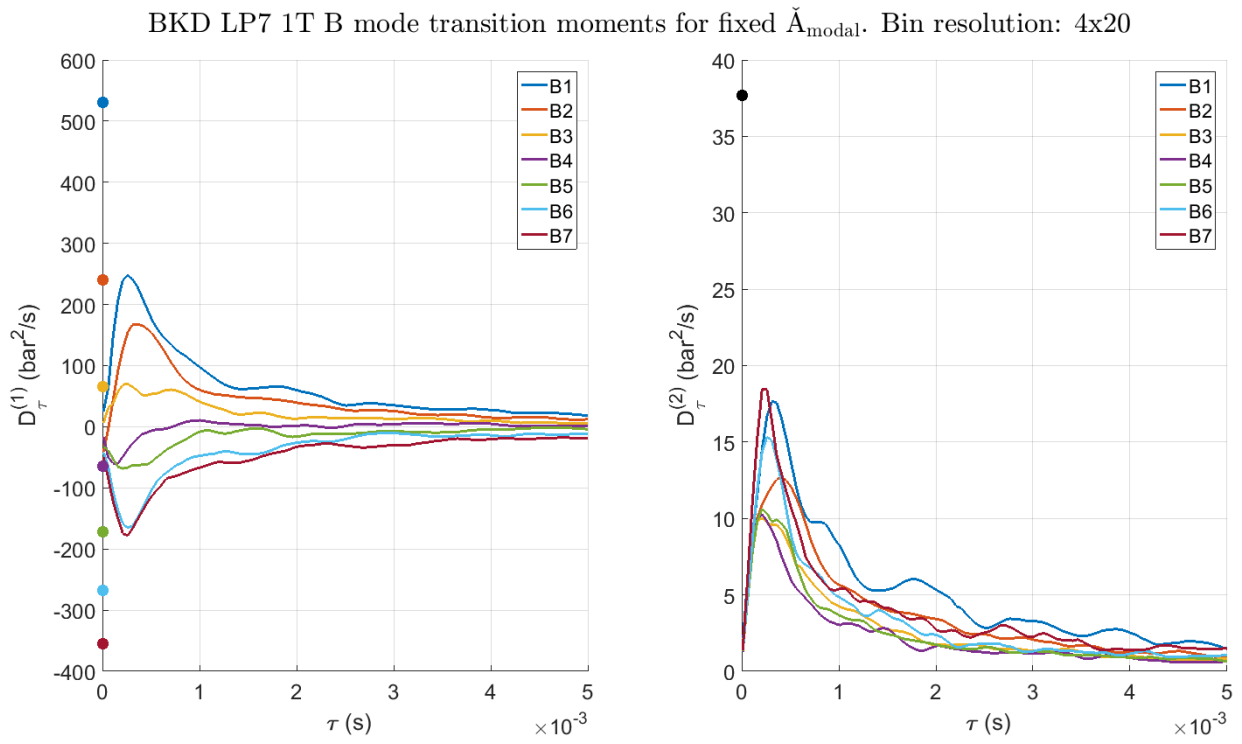 BKD LP7 1T B mode transition moments for fixed Ǎmodal. Bin resolution: 4x20
600
500
400
300
200
100
0
-100
-200
-300
-400
D_τ^(1) (bar²/s)
0
1
2
3
4
5
τ (s)
×10⁻³
B1
B2
B3
B4
B5
B6
B7
40
35
30
25
20
15
10
5
0
D_τ^(2) (bar²/s)
0
1
2
3
4
5
τ (s)
×10⁻³
B1
B2
B3
B4
B5
B6
B7